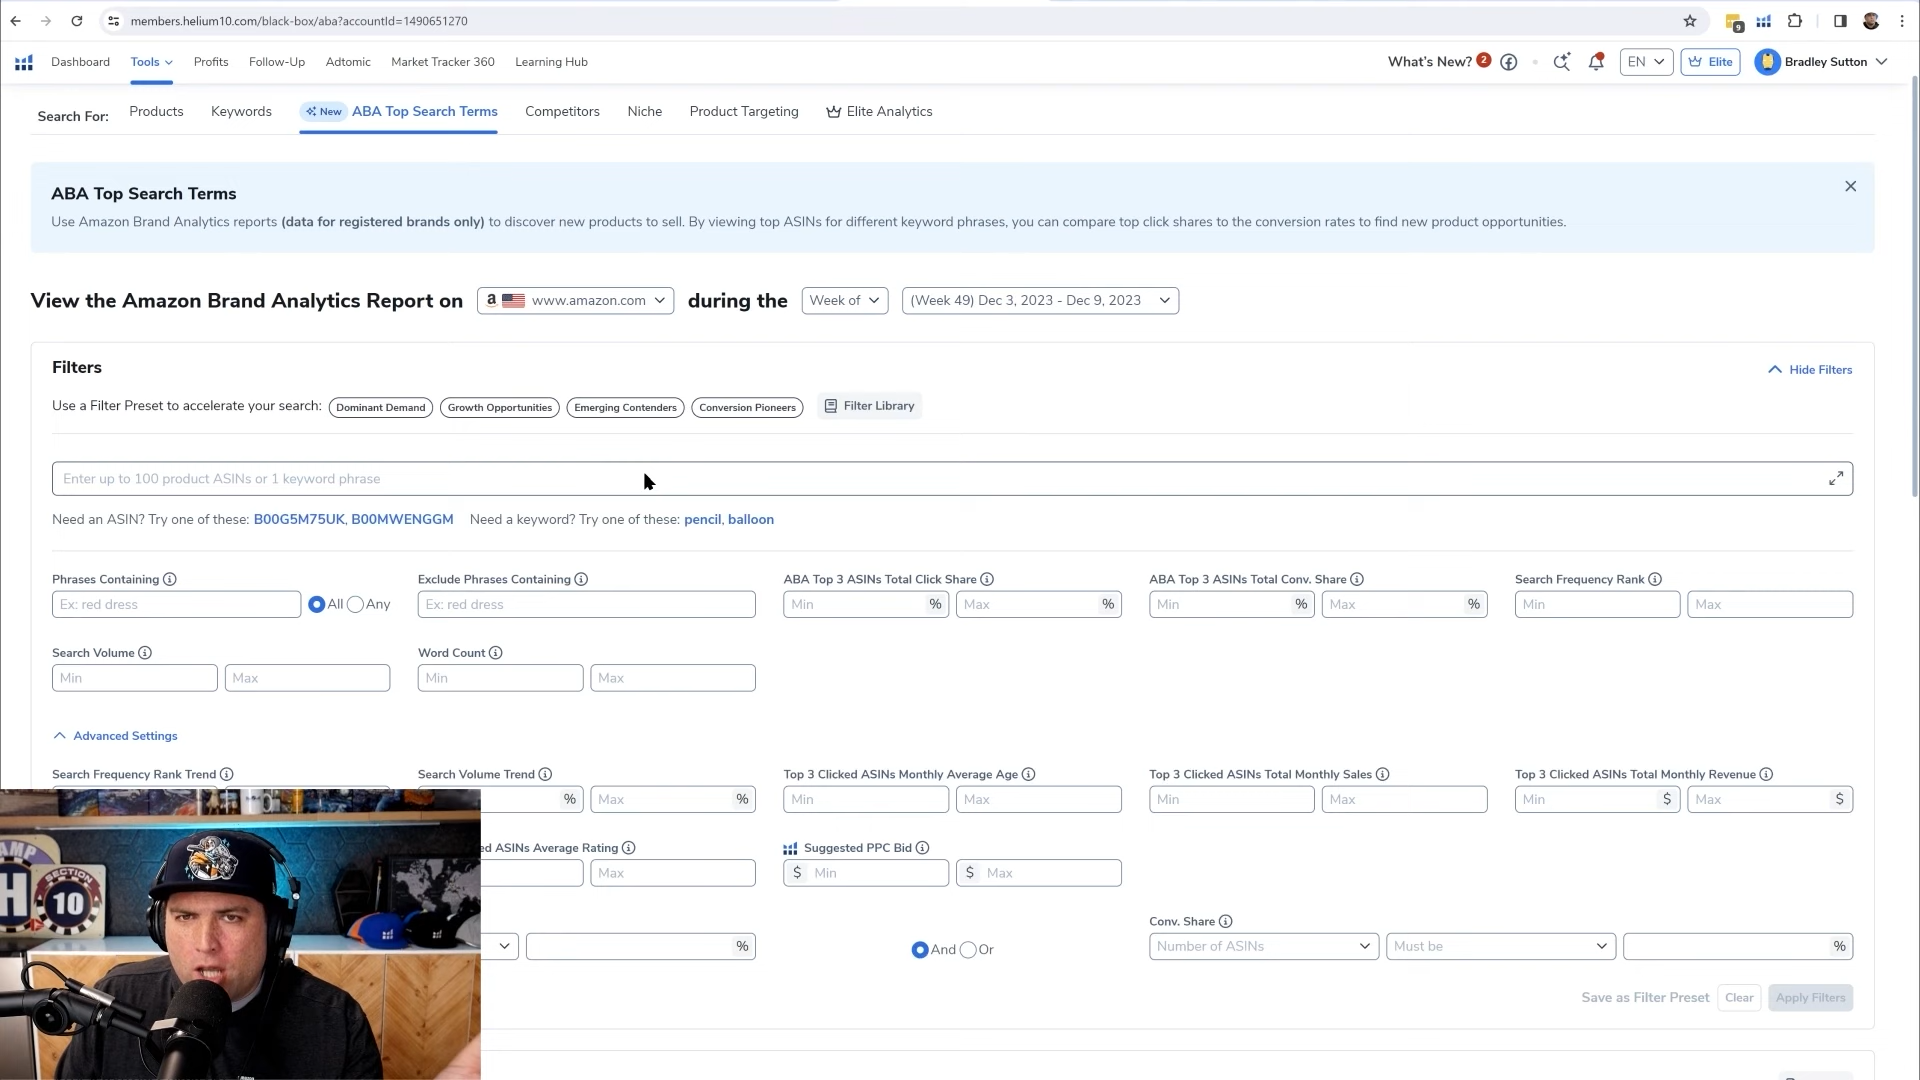 members.helium10.com/black-box/aba?accountId=1490651270
9
Dashboard Tools Profits Follow-Up Adtomic Market Tracker 360 Learning Hub What's New? 2 EN Elite Bradley Sutton
Search For: Products Keywords New ABA Top Search Terms Competitors Niche Product Targeting Elite Analytics
ABA Top Search Terms
Use Amazon Brand Analytics reports (data for registered brands only) to discover new products to sell. By viewing top ASINs for different keyword phrases, you can compare top click shares to the conversion rates to find new product opportunities.
View the Amazon Brand Analytics Report on a www.amazon.com during the Week of (Week 49) Dec 3, 2023 - Dec 9, 2023
Filters Hide Filters
Use a Filter Preset to accelerate your search: Dominant Demand Growth Opportunities Emerging Contenders Conversion Pioneers Filter Library
Enter up to 100 product ASINs or 1 keyword phrase
Need an ASIN? Try one of these: B00G5M75UK, B00MWENGGM Need a keyword? Try one of these: pencil, balloon
Phrases Containing Exclude Phrases Containing ABA Top 3 ASINs Total Click Share ABA Top 3 ASINs Total Conv. Share Search Frequency Rank
Ex: red dress All Any Ex: red dress Min % Max % Min % Max % Min Max
Search Volume Word Count
Min Max Min Max
Advanced Settings
Search Frequency Rank Trend Search Volume Trend Top 3 Clicked ASINs Monthly Average Age Top 3 Clicked ASINs Total Monthly Sales Top 3 Clicked ASINs Total Monthly Revenue
% Max % Min Max Min Max Min $ Max $
ed ASINs Average Rating Suggested PPC Bid
Max $ Min $ Max
Conv. Share
% And Or Number of ASINs Must be %
Save as Filter Preset Clear Apply Filters
AMP
H
SECTION
10